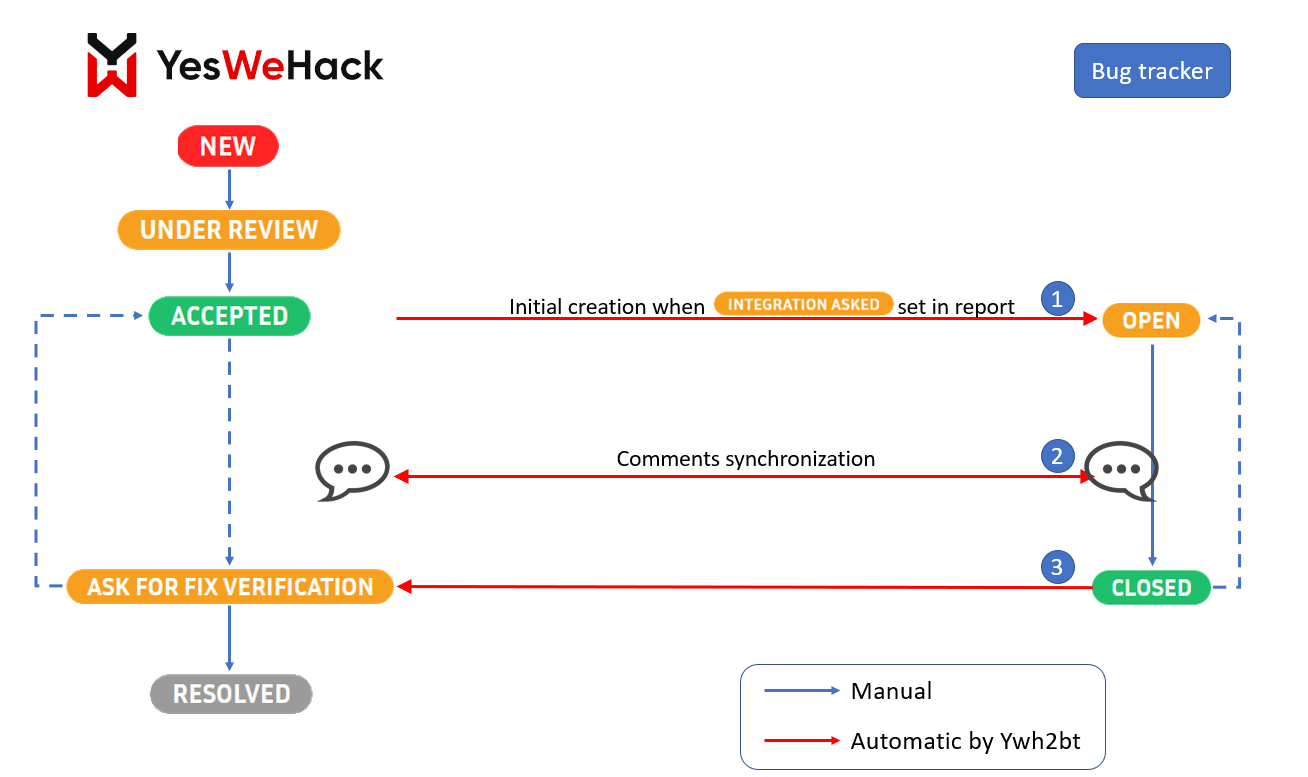 YesWeHack
Bug tracker
NEW
UNDER REVIEW
ACCEPTED
Initial creation when INTEGRATION ASKED set in report
1
OPEN
Comments synchronization
2
ASK FOR FIX VERIFICATION
3
CLOSED
RESOLVED
Manual
Automatic by Ywh2bt